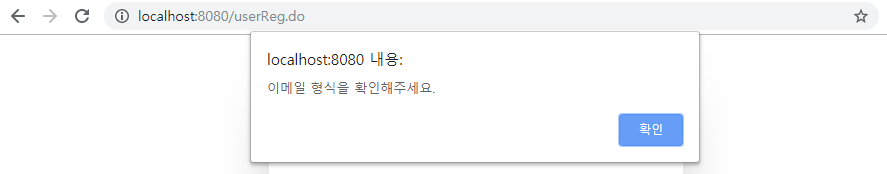 localhost:8080/userReg.do
localhost:8080 내용:
이메일 형식을 확인해주세요.
확인